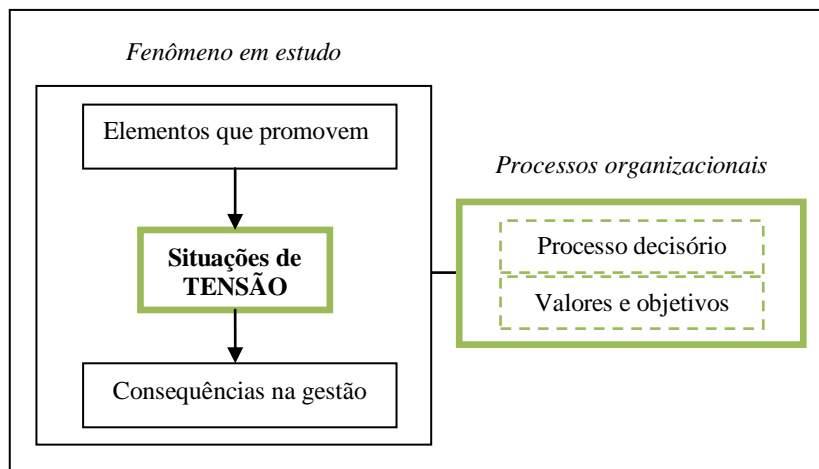 Fenômeno em estudo
Elementos que promovem
Situações de
TENSÃO
Consequências na gestão
Processos organizacionais
Processo decisório
Valores e objetivos